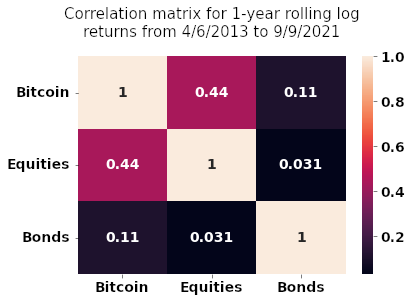 Correlation matrix for 1-year rolling log
returns from 4/6/2013 to 9/9/2021
Bitcoin 1 0.44 0.11
Equities 0.44 1 0.031
Bonds 0.11 0.031 1
Bitcoin Equities Bonds
1.0
0.8
0.6
0.4
0.2